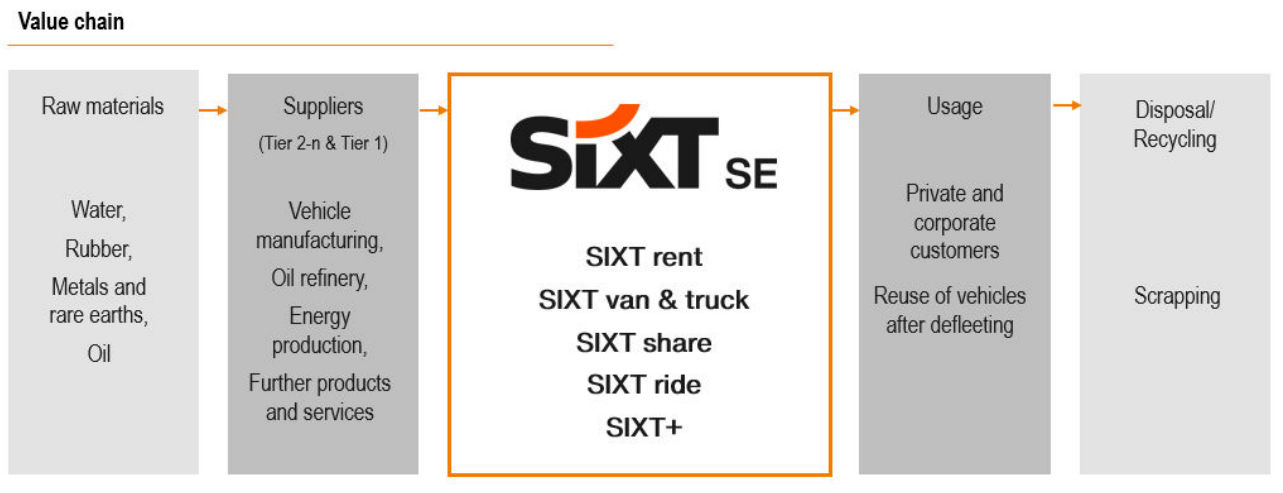 Value chain
Raw materials
Water,
Rubber,
Metals and
rare earths,
Oil
Suppliers
(Tier 2-n & Tier 1)
Vehicle
manufacturing,
Oil refinery,
Energy
production,
Further products
and services
SIXT SE
SIXT rent
SIXT van & truck
SIXT share
SIXT ride
SIXT+
Usage
Private and
corporate
customers
Reuse of vehicles
after defleeting
Disposal/
Recycling
Scrapping